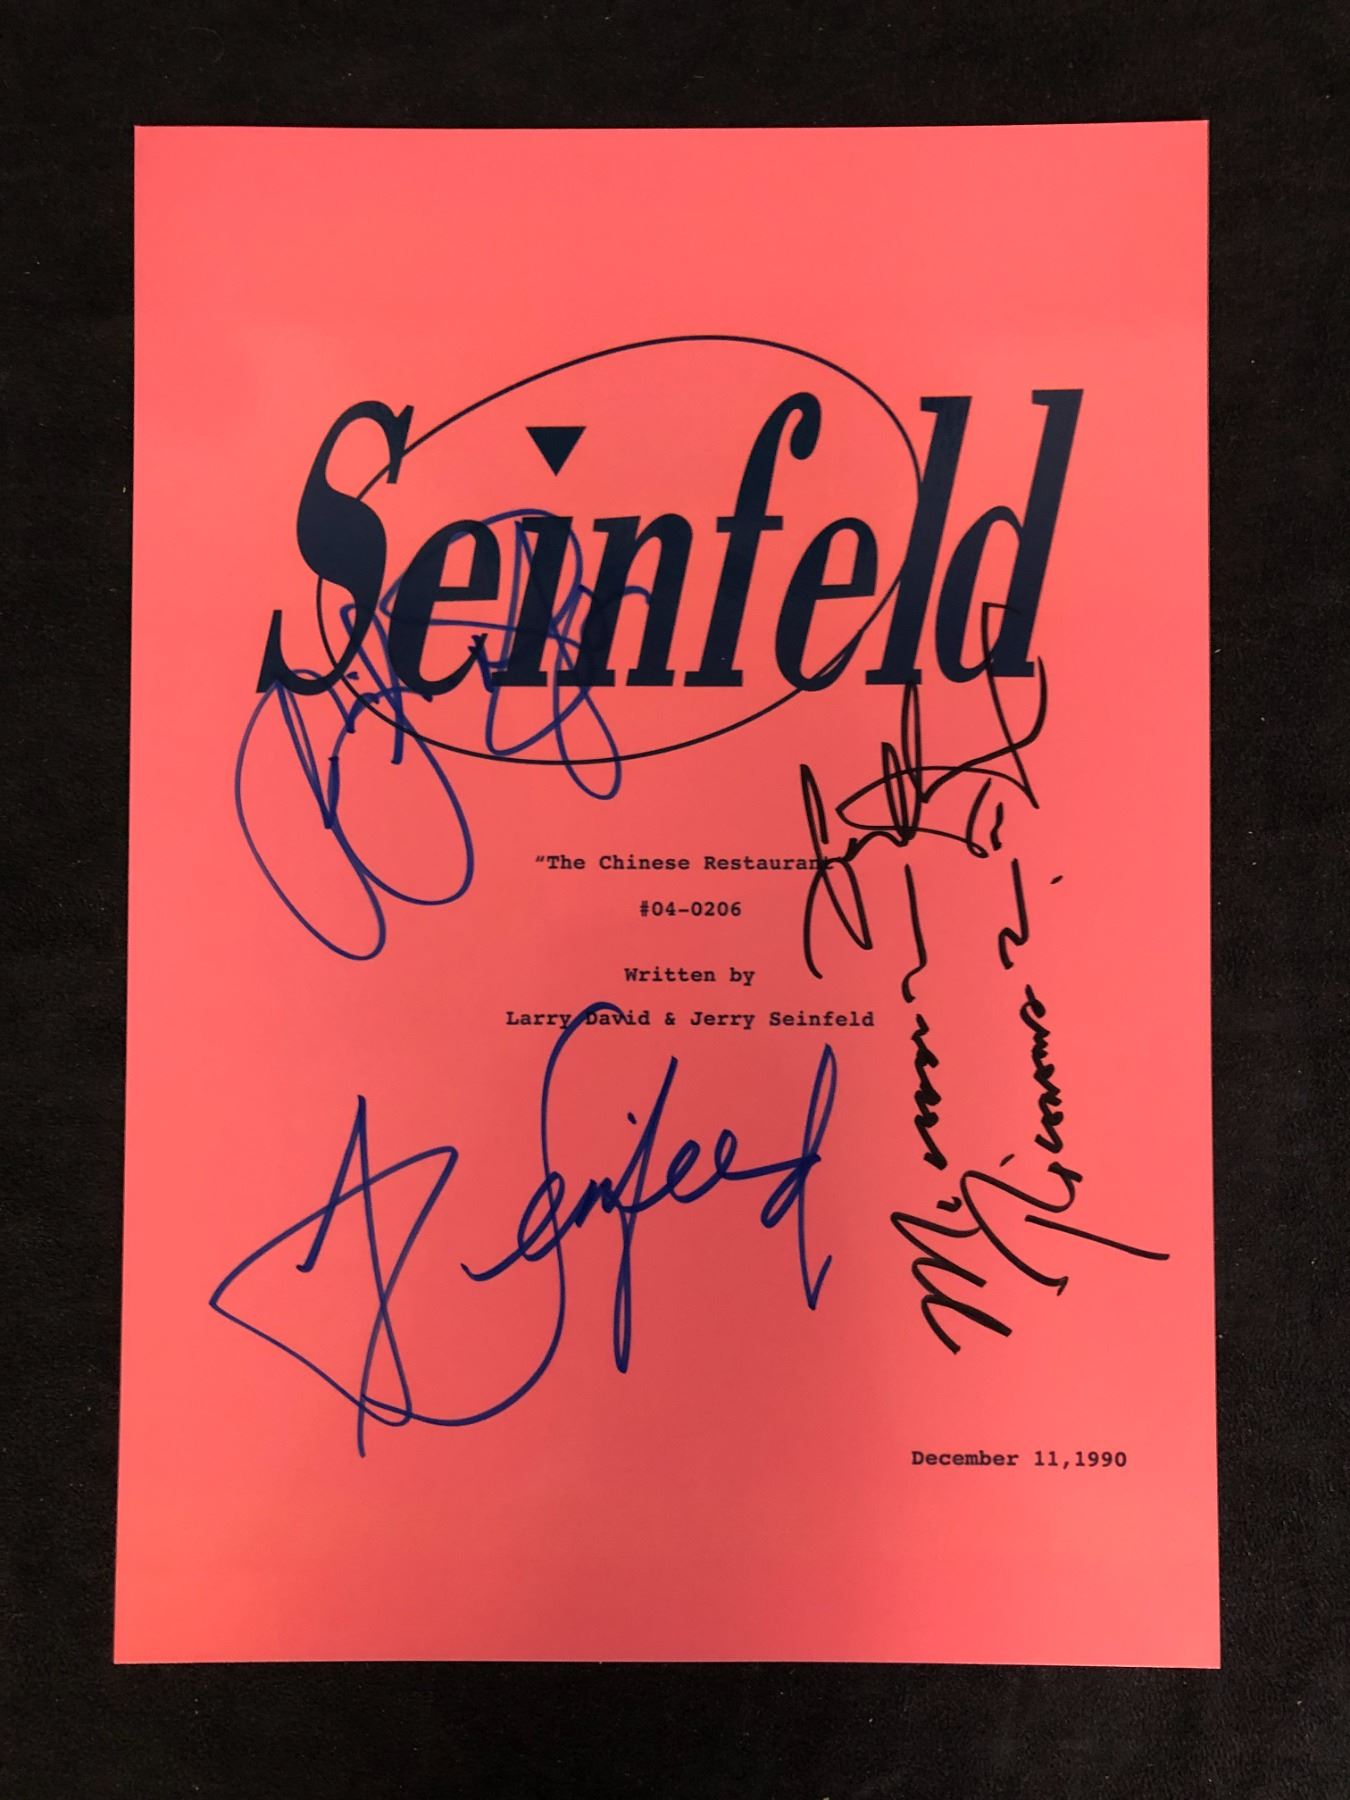 Seinfeld
"The Chinese Restaurant
#04-0206
Written by
Larry David & Jerry Seinfeld
Seinfeld
December 11,1990